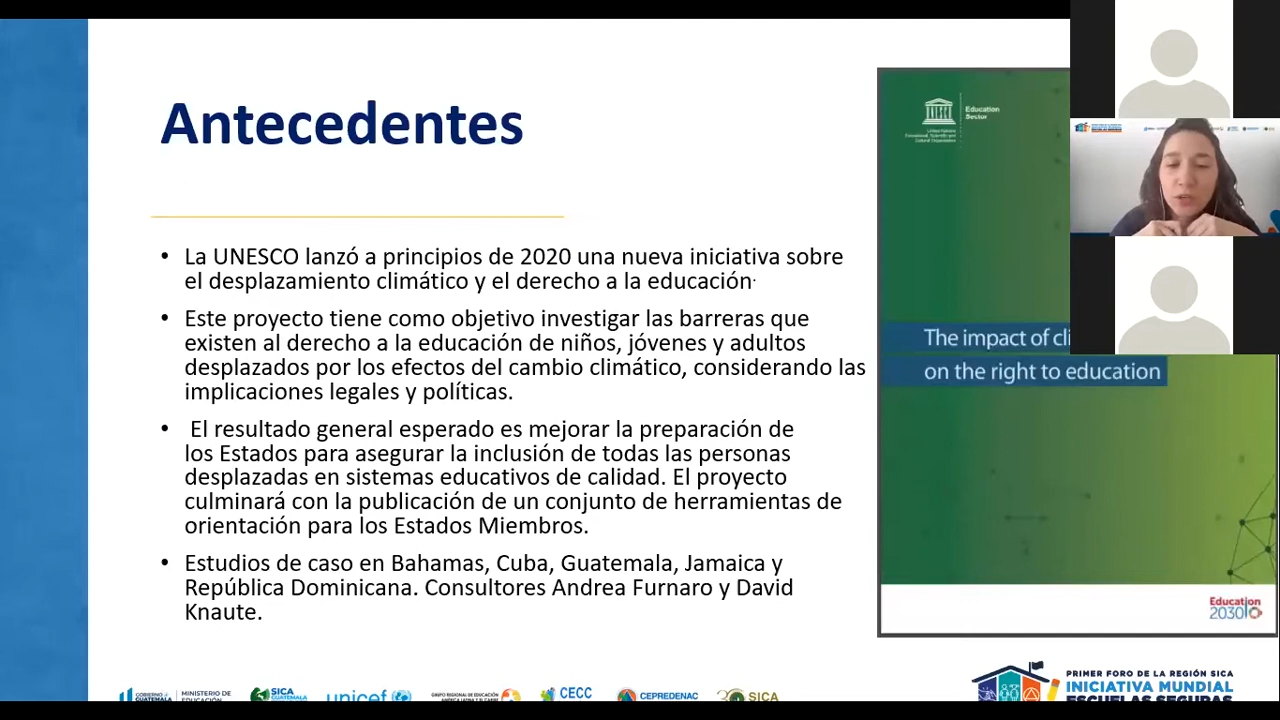 Antecedentes
• La UNESCO lanzó a principios de 2020 una nueva iniciativa sobre
el desplazamiento climático y el derecho a la educación.
• Este proyecto tiene como objetivo investigar las barreras que
existen al derecho a la educación de niños, jóvenes y adultos
desplazados por los efectos del cambio climático, considerando las
implicaciones legales y políticas.
• El resultado general esperado es mejorar la preparación de
los Estados para asegurar la inclusión de todas las personas
desplazadas en sistemas educativos de calidad. El proyecto
culminará con la publicación de un conjunto de herramientas de
orientación para los Estados Miembros.
• Estudios de caso en Bahamas, Cuba, Guatemala, Jamaica y
República Dominicana. Consultores Andrea Furnaro y David
Knaute.
Education
Sector
United Nations
Educational, Scientific and
Cultural Organization
The impact of cli
on the right to education
Education
2030
GOBIERNO DE GUATEMALA
MINISTERIO DE
EDUCACIÓN
SICA
GUATEMALA
unicef
GRUPO REGIONAL DE EDUCACIÓN
AMÉRICA LATINA Y EL CARIBE
CECC
CEPREDENAC
SICA
PRIMER FORO DE LA REGIÓN SICA
INICIATIVA MUNDIAL
ESCUELAS SEGURAS